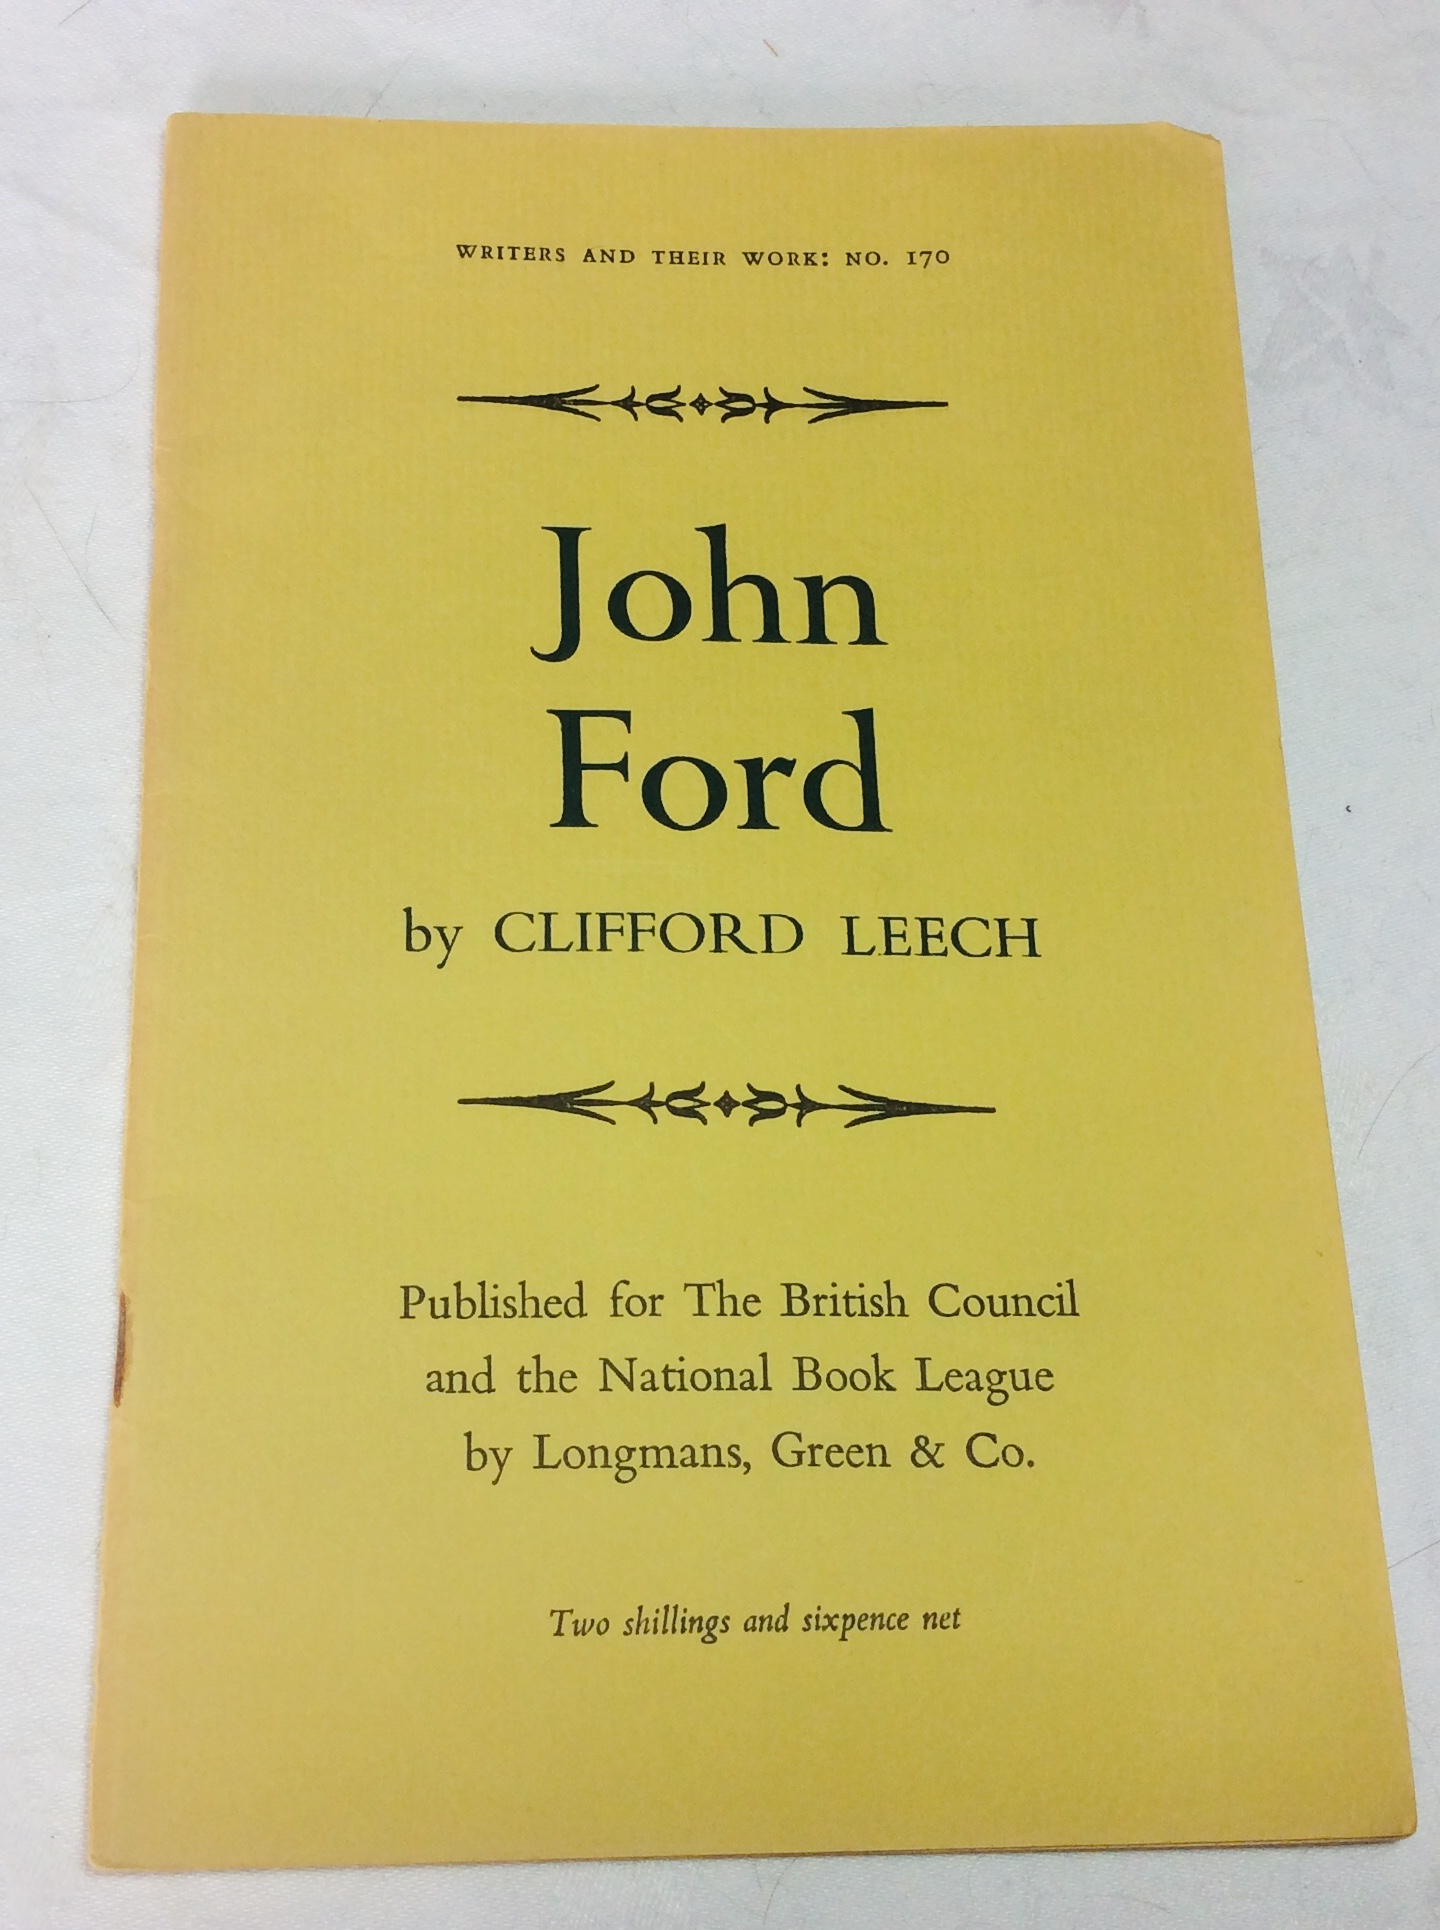 WRITERS AND THEIR WORK: NO. 170
John
Ford
by CLIFFORD LEECH
Published for The British Council
and the National Book League
by Longmans, Green & Co.
Two shillings and sixpence net